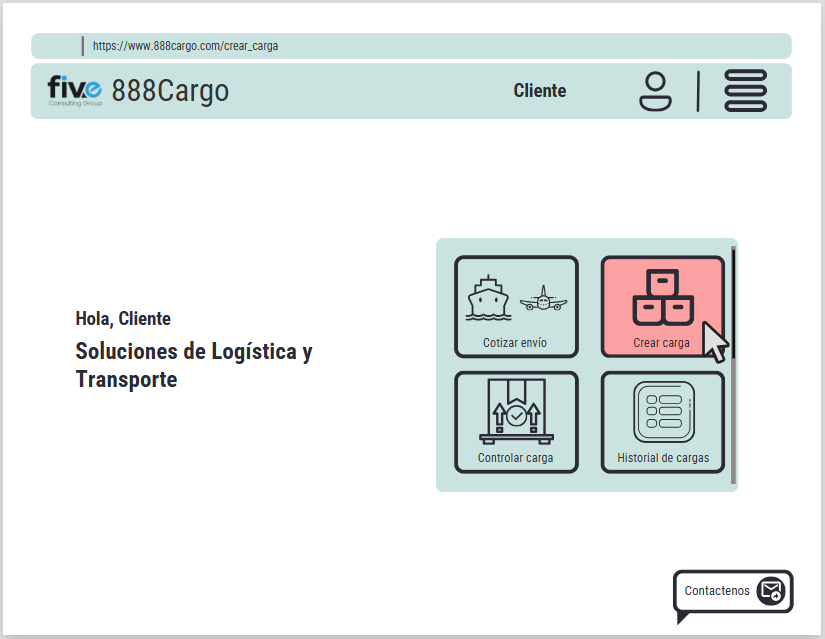 https://www.888cargo.com/crear_carga
five
Consulting Group
888Cargo
Cliente
Hola, Cliente
Soluciones de Logística y
Transporte
Cotizar envío
Crear carga
Controlar carga
Historial de cargas
Contactenos